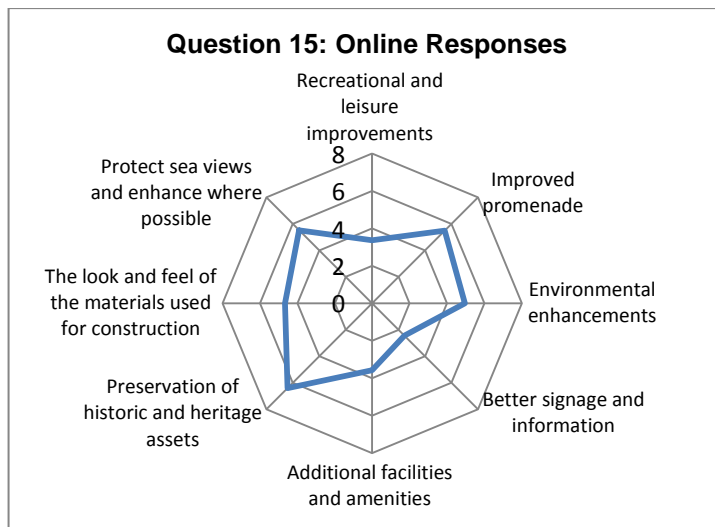 Question 15: Online Responses
Recreational and
leisure
improvements
Protect sea views
and enhance where
possible
Improved
promenade
The look and feel of
the materials used
for construction
Environmental
enhancements
Preservation of
historic and heritage
assets
Better signage and
information
Additional facilities
and amenities
8
6
4
2
0